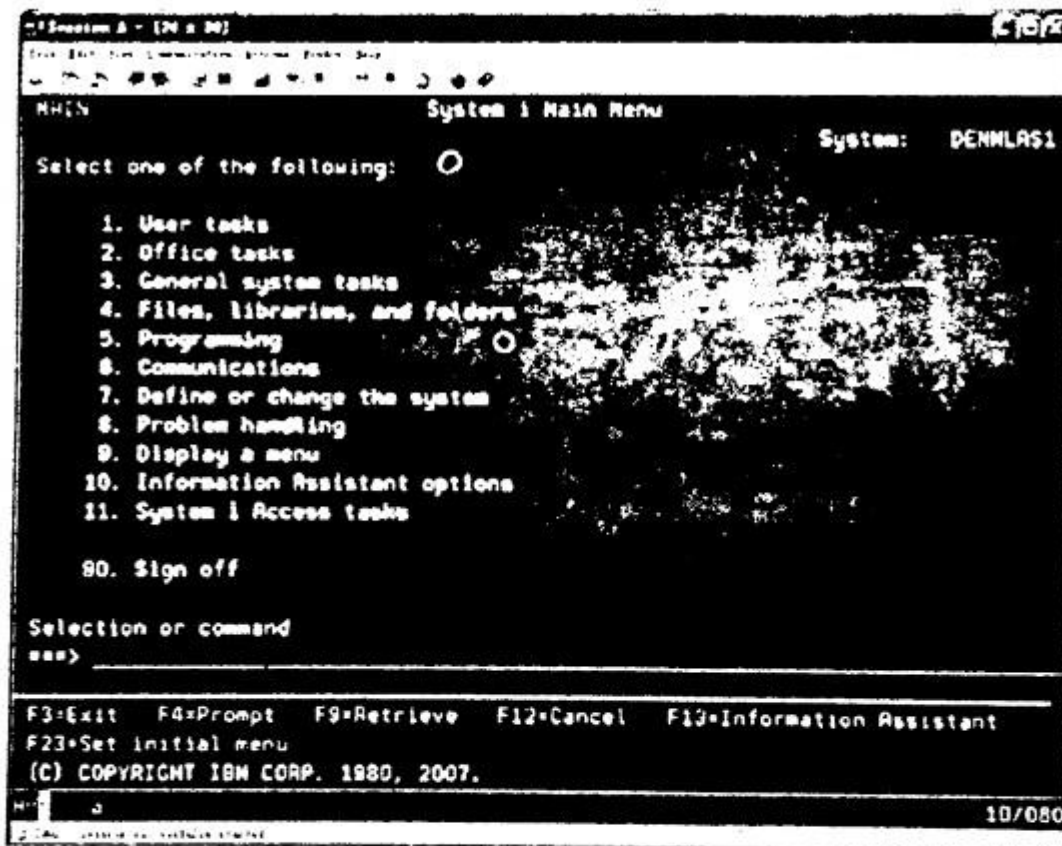 Session A - [24 x 80]
MAIN System i Main Menu
System: DENMLAS1
Select one of the following:
1. User tasks
2. Office tasks
3. General system tasks
4. Files, libraries, and folders
5. Programming
6. Communications
7. Define or change the system
8. Problem handling
9. Display a menu
10. Information Assistant options
11. System i Access tasks
90. Sign off
Selection or command
===>
F3=Exit F4=Prompt F9=Retrieve F12=Cancel F13=Information Assistant
F23=Set initial menu
(C) COPYRIGHT IBM CORP. 1980, 2007.
a 10/080